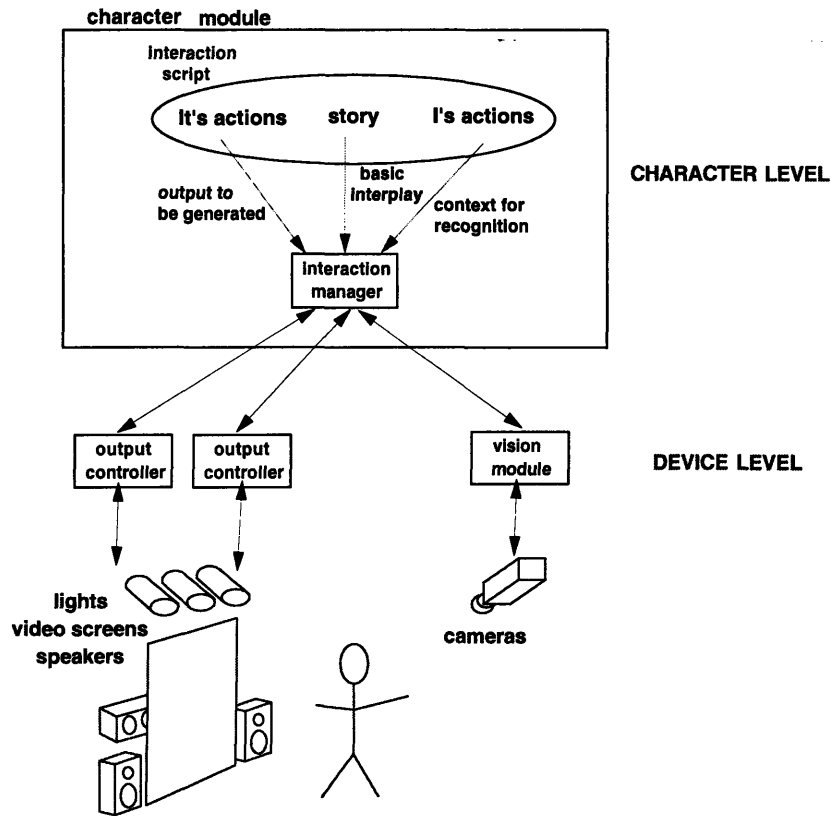 character module
interaction
script
It's actions story I's actions
output to
be generated
basic
interplay
context for
recognition
CHARACTER LEVEL
interaction
manager
output
controller
output
controller
vision
module
DEVICE LEVEL
lights
video screens
speakers
cameras